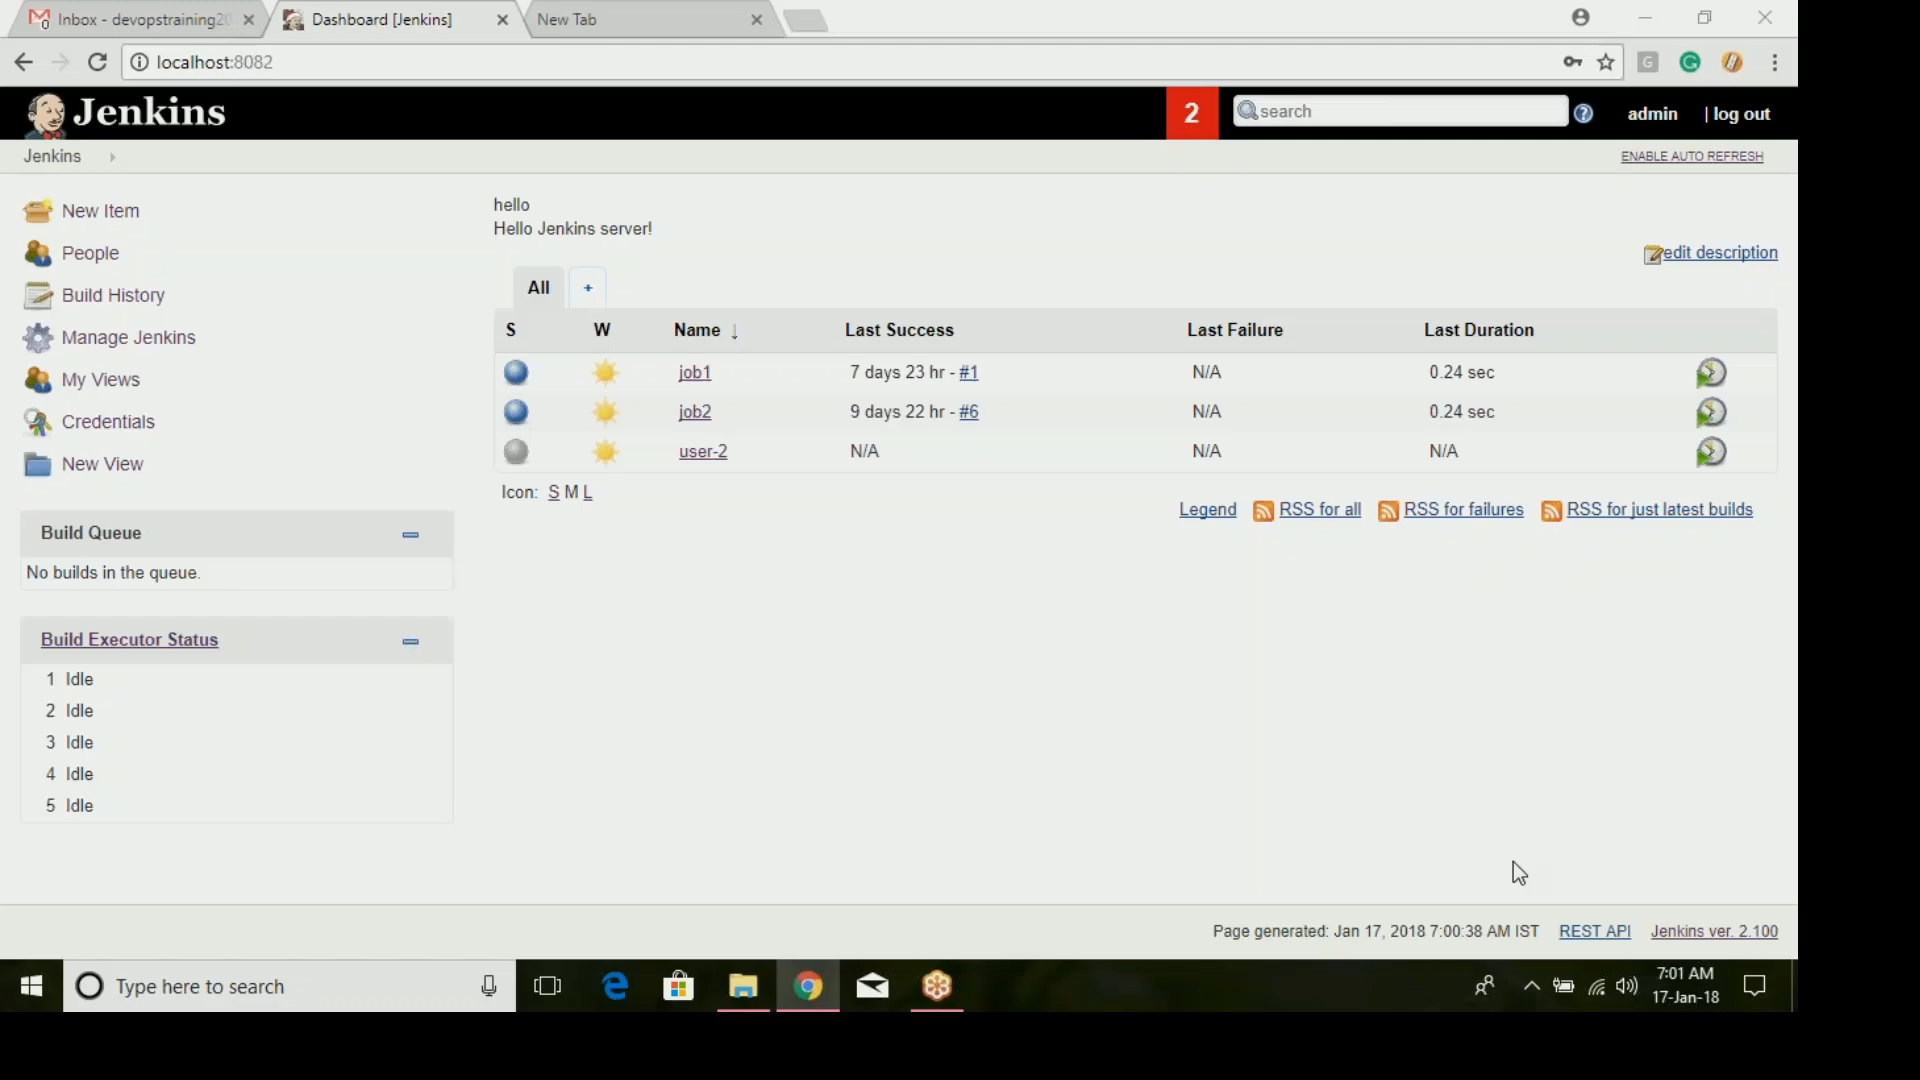 Inbox - devopstraining20
Dashboard [Jenkins]
New Tab
localhost:8082
Jenkins
2
search
admin
| log out
Jenkins
ENABLE AUTO REFRESH
New Item
People
Build History
Manage Jenkins
My Views
Credentials
New View
Build Queue
No builds in the queue.
Build Executor Status
1 Idle
2 Idle
3 Idle
4 Idle
5 Idle
hello
Hello Jenkins server!
edit description
All +
S W Name ↓ Last Success Last Failure Last Duration
job1 7 days 23 hr - #1 N/A 0.24 sec
job2 9 days 22 hr - #6 N/A 0.24 sec
user-2 N/A N/A N/A
Icon: S M L
Legend RSS for all RSS for failures RSS for just latest builds
Page generated: Jan 17, 2018 7:00:38 AM IST REST API Jenkins ver. 2.100
Type here to search
7:01 AM
17-Jan-18